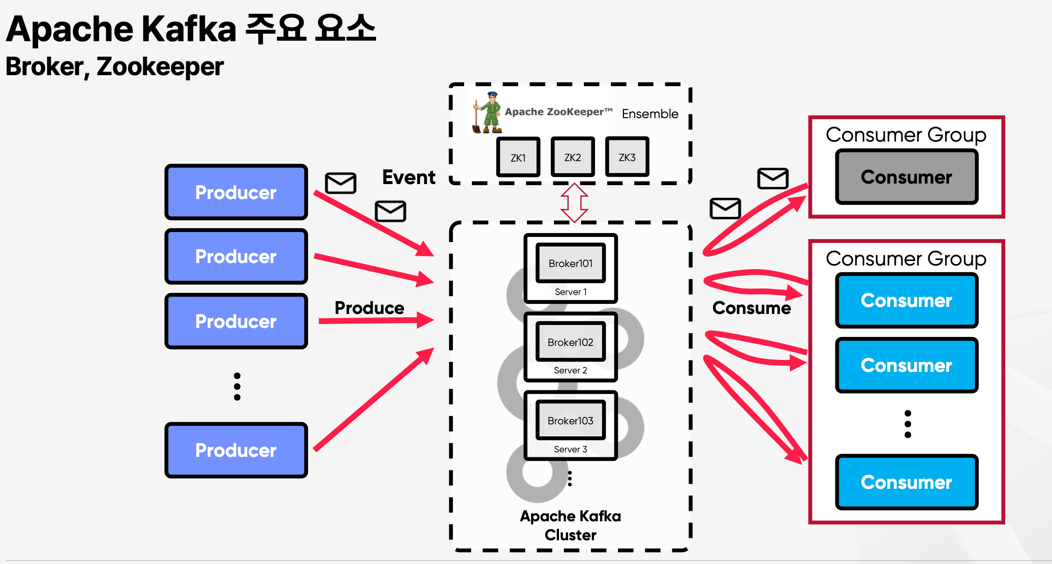 Apache Kafka 주요 요소
Broker, Zookeeper
Apache ZooKeeper™ Ensemble
ZK1 ZK2 ZK3
Producer
Producer
Producer
Producer
Event
Produce
Broker101
Server 1
Broker102
Server 2
Broker103
Server 3
Apache Kafka
Cluster
Consume
Consumer Group
Consumer
Consumer Group
Consumer
Consumer
Consumer